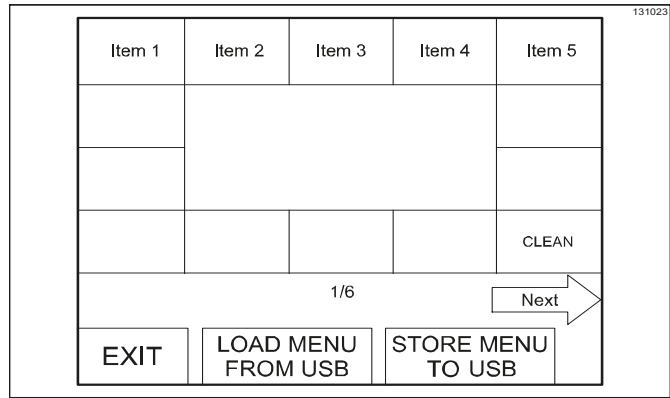 131023
Item 1 Item 2 Item 3 Item 4 Item 5
CLEAN
1/6
Next
EXIT
LOAD MENU
FROM USB
STORE MENU
TO USB